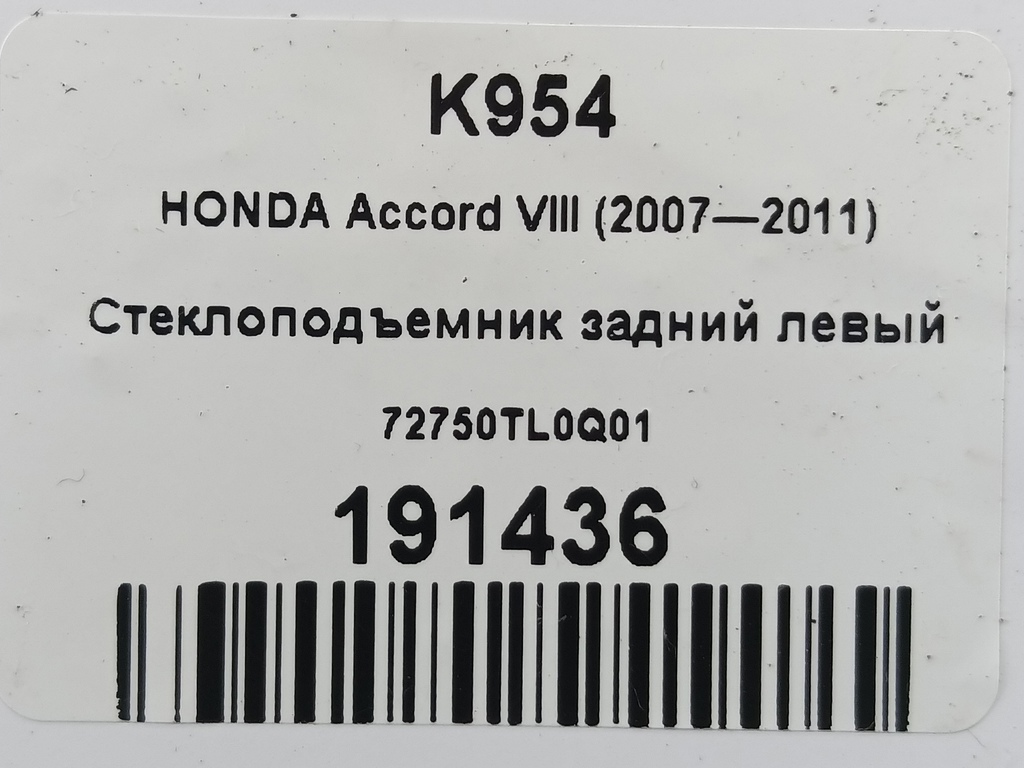 K954
HONDA Accord VIII (2007—2011)
Стеклоподъемник задний левый
72750TL0Q01
191436